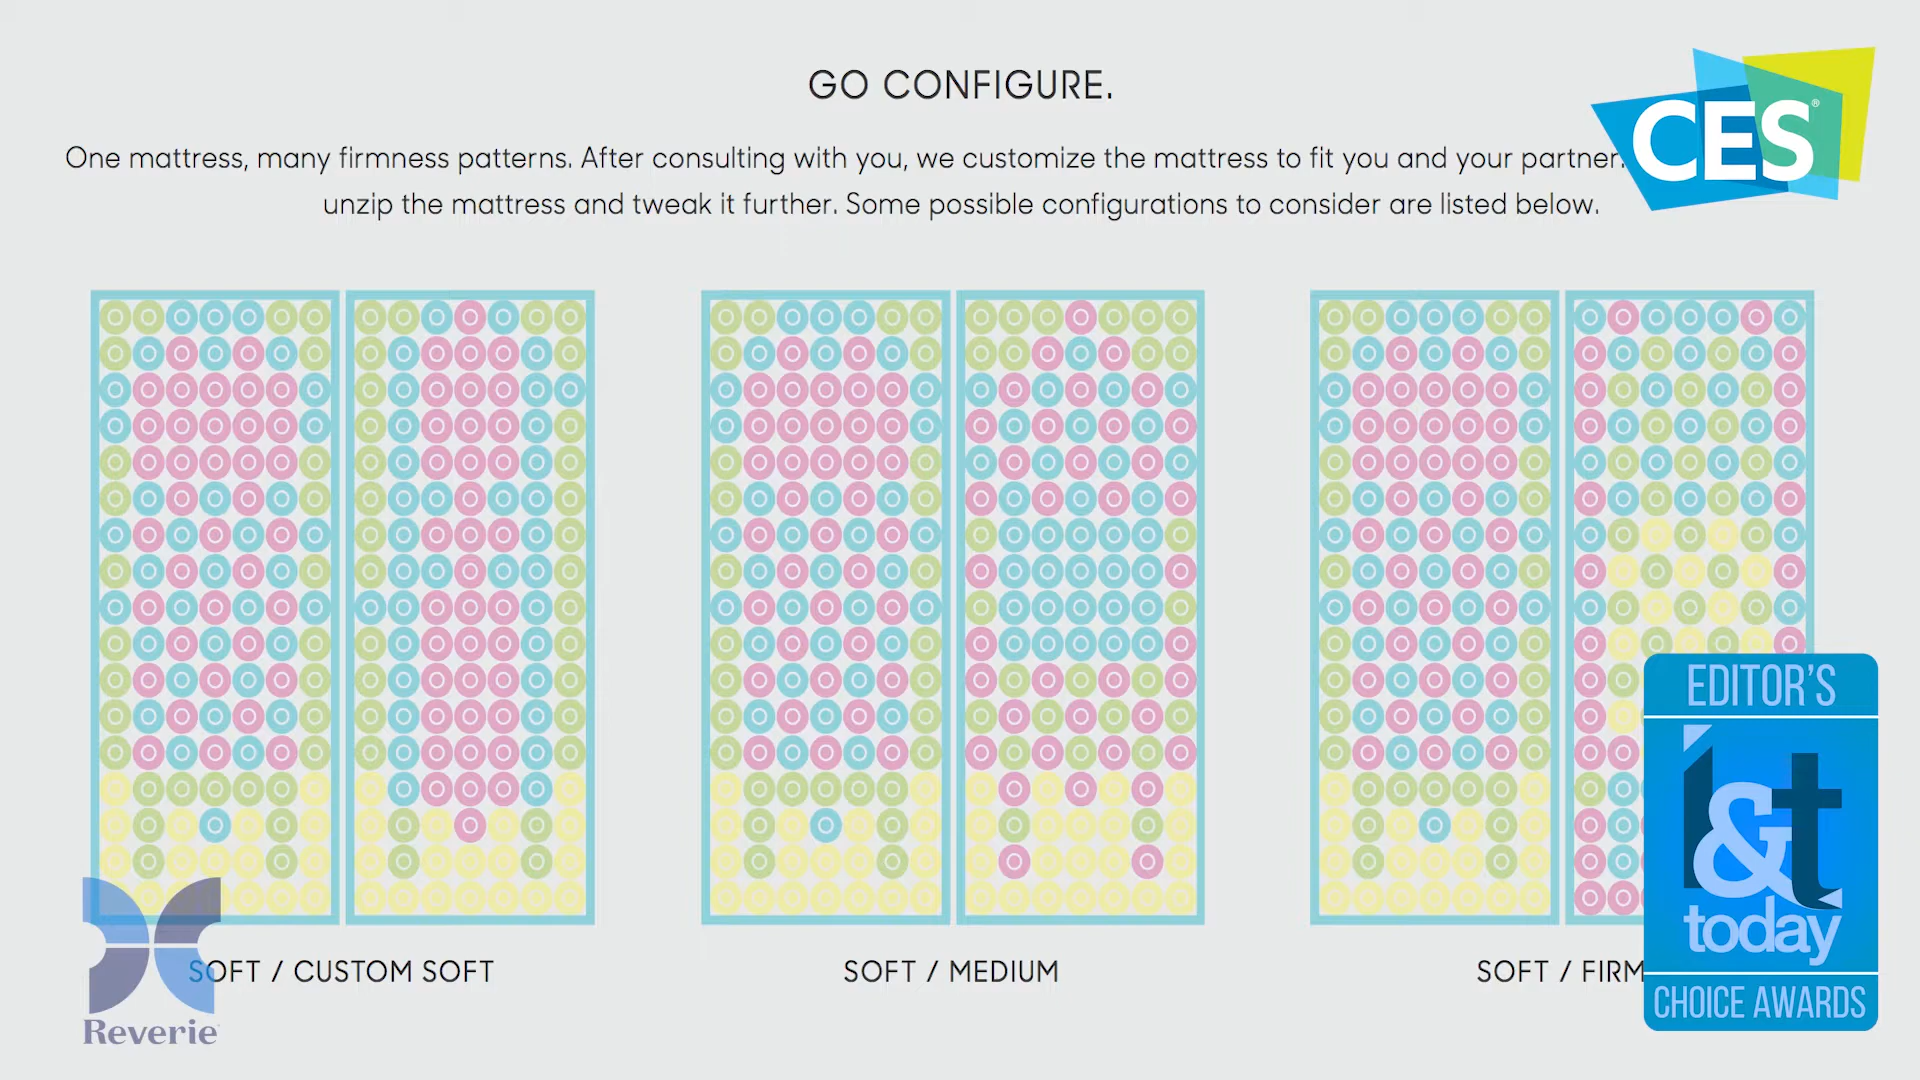 GO CONFIGURE.
One mattress, many firmness patterns. After consulting with you, we customize the mattress to fit you and your partner.
unzip the mattress and tweak it further. Some possible configurations to consider are listed below.
CES®
SOFT / CUSTOM SOFT
SOFT / MEDIUM
SOFT / FIRM
Reverie
EDITOR'S
i&t
today
CHOICE AWARDS